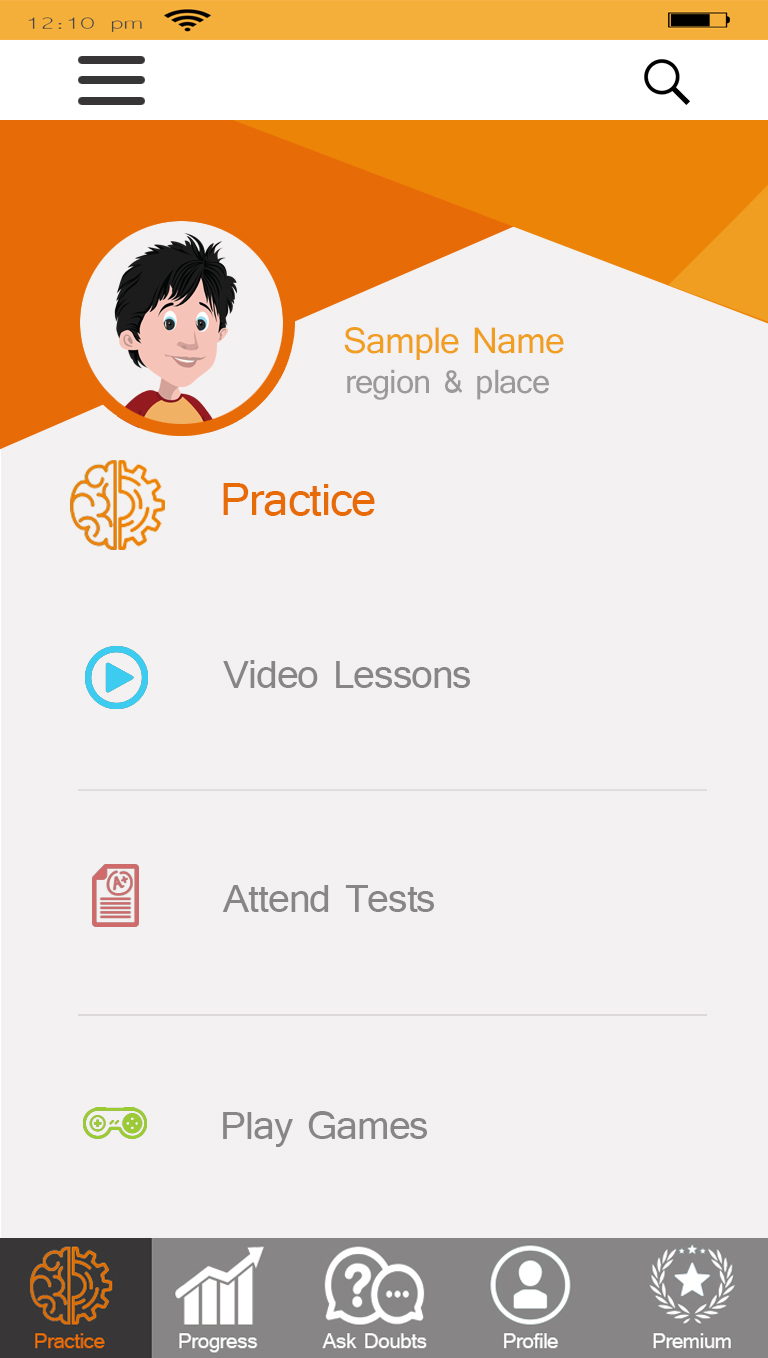 12:10 pm
Sample Name
region & place
Practice
Video Lessons
A+
Attend Tests
Play Games
Practice
Progress
Ask Doubts
Profile
Premium